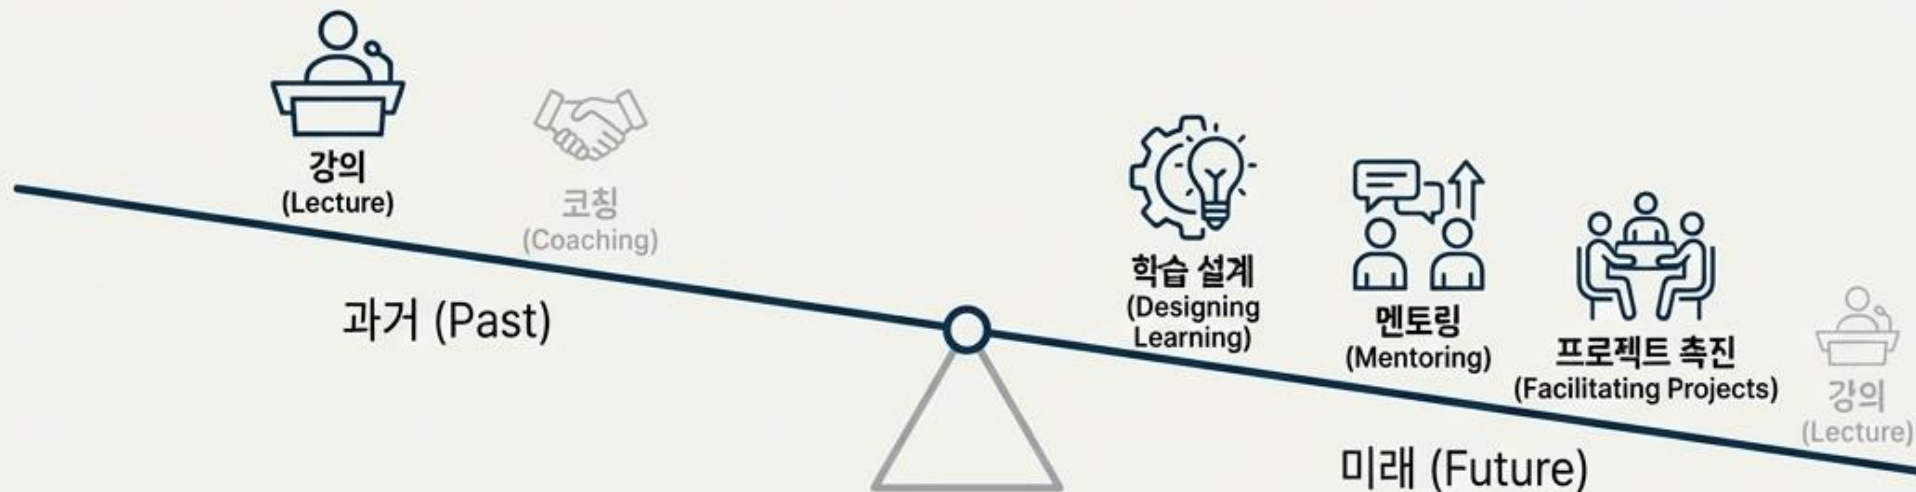 강의
(Lecture)
코칭
(Coaching)
과거 (Past)
학습 설계
(Designing
Learning)
멘토링
(Mentoring)
프로젝트 촉진
(Facilitating Projects)
강의
(Lecture)
미래 (Future)